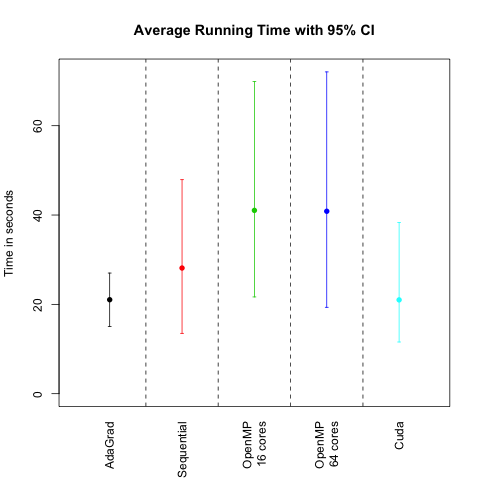 Average Running Time with 95% CI
Time in seconds
60
40
20
0
AdaGrad
Sequential
OpenMP
16 cores
OpenMP
64 cores
Cuda